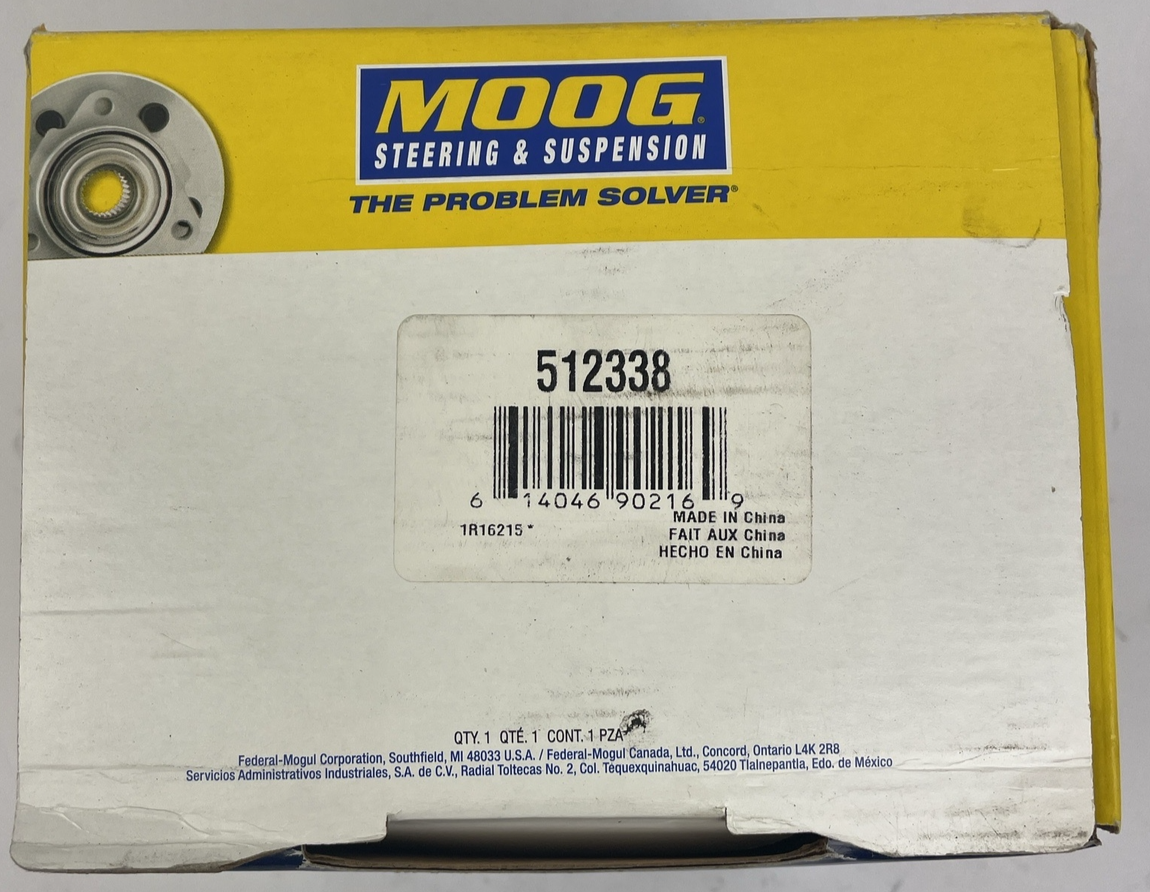 MOOG®
STEERING & SUSPENSION
THE PROBLEM SOLVER®
512338
6 14046 90216 9
1R16215*
MADE IN China
FAIT AUX China
HECHO EN China
QTY. 1 QTÉ. 1 CONT. 1 PZA
Federal-Mogul Corporation, Southfield, MI 48033 U.S.A. / Federal-Mogul Canada, Ltd., Concord, Ontario L4K 2R8
Servicios Administrativos Industriales, S.A. de C.V., Radial Toltecas No. 2, Col. Téquexquinahuac, 54020 Tlalnepantla, Edo. de México